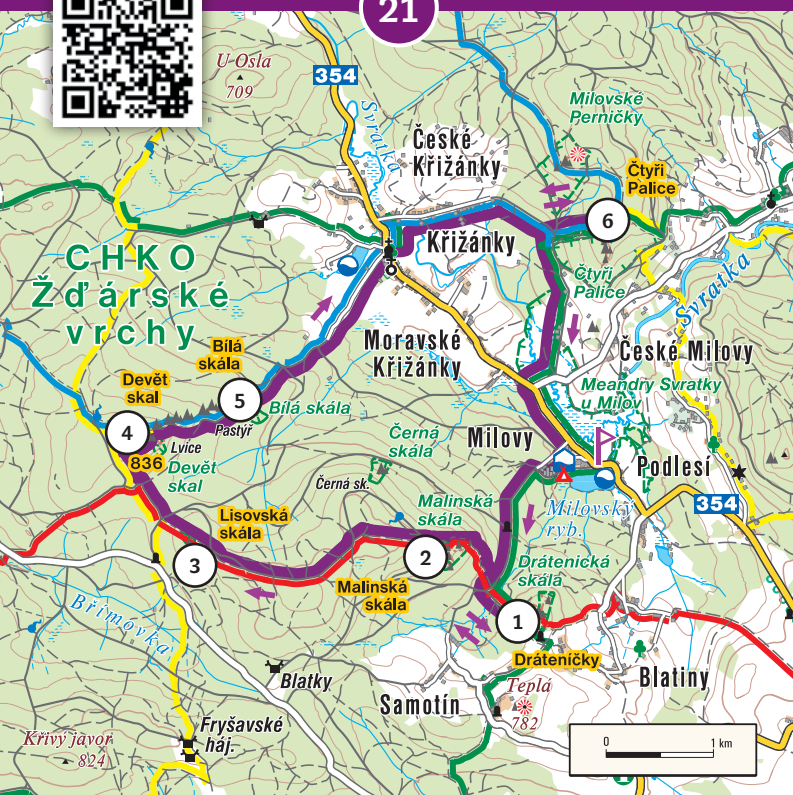 21
U Osla
709
354
Svratka
České
Křižánky
Milovské
Perničky
Čtyři
Palice
6
CHKO
Žďárské
vrchy
Křižánky
Čtyři
Palice
Svratka
Moravské
Křižánky
České Milovy
Bílá
skála
Devět
skal
5
Bílá skála
Meandry Svratky
u Milov
4
Pastýř
Lvíce
836
Devět
skal
Černá
skála
Milovy
Podlesí
Černá sk.
354
Malinská
skála
Milovský
ryb.
Lisovská
skála
2
3
Drátenická
skála
Malinská
skála
1
Břímovka
Dráteničky
Blatky
Samotín
Teplá
782
Blatiny
Fryšavské
háj.
Křivý javor
824
0
1 km